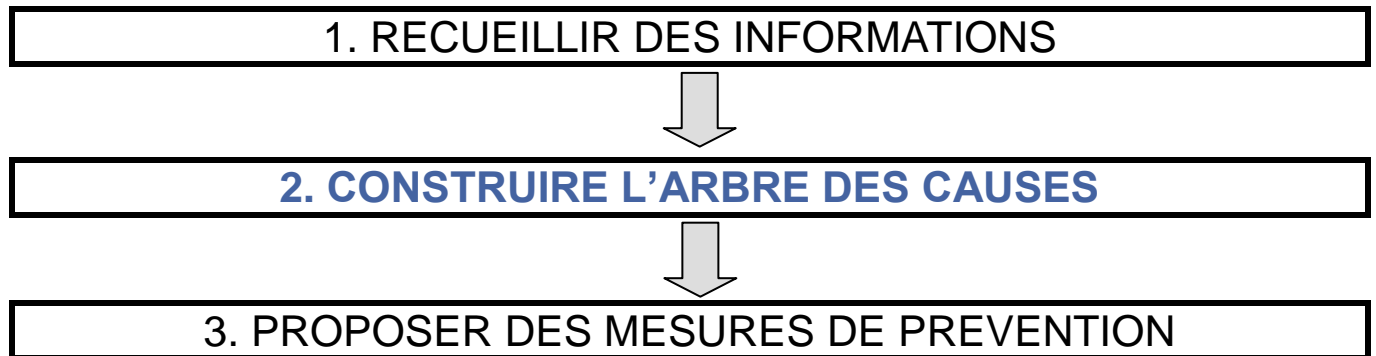 1. RECUEILLIR DES INFORMATIONS
2. CONSTRUIRE L’ARBRE DES CAUSES
3. PROPOSER DES MESURES DE PREVENTION